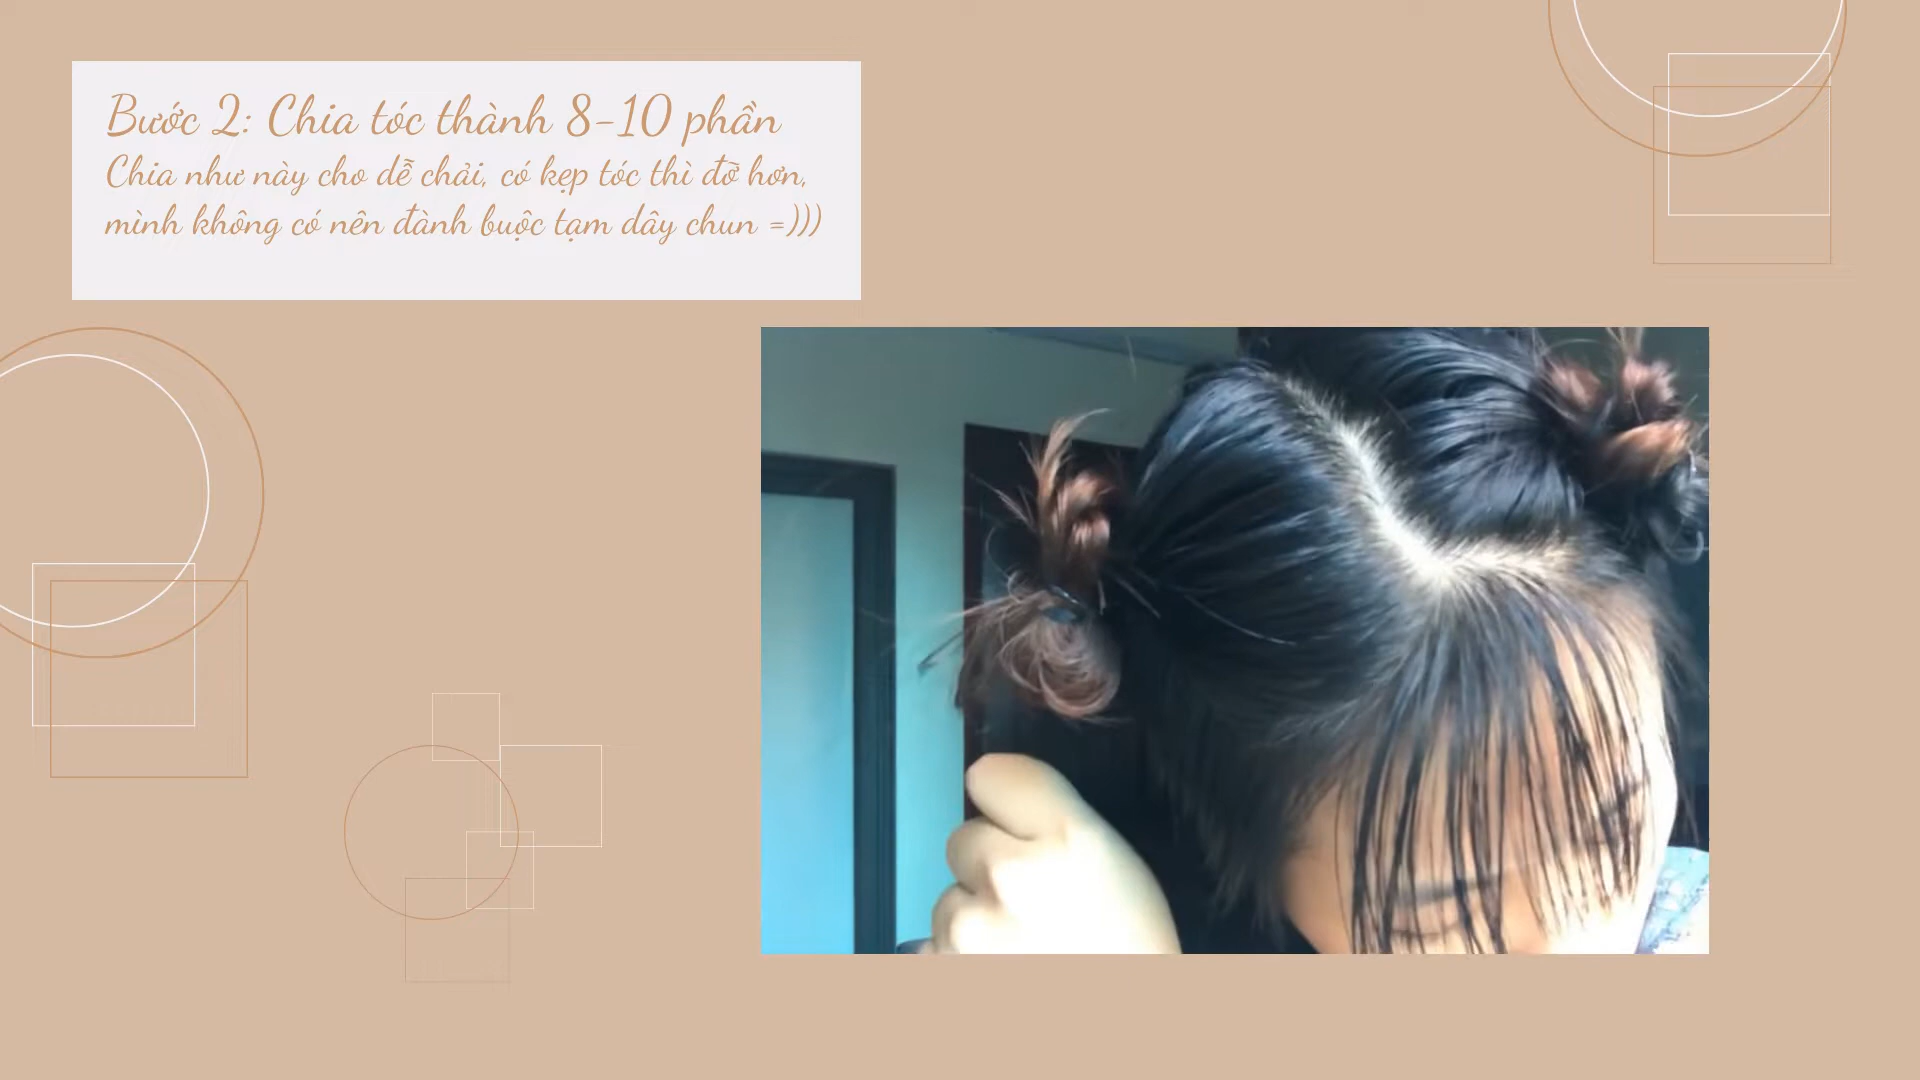 Bước 2: Chia tóc thành 8-10 phần
Chia như này cho dễ chải, có kẹp tóc thì đỡ hơn,
mình không có nên đành buộc tạm dây chun =)))